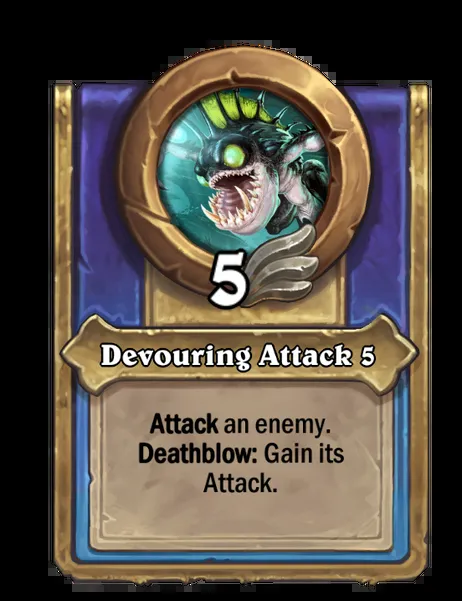 5
Devouring Attack 5
Attack an enemy.
Deathblow: Gain its
Attack.